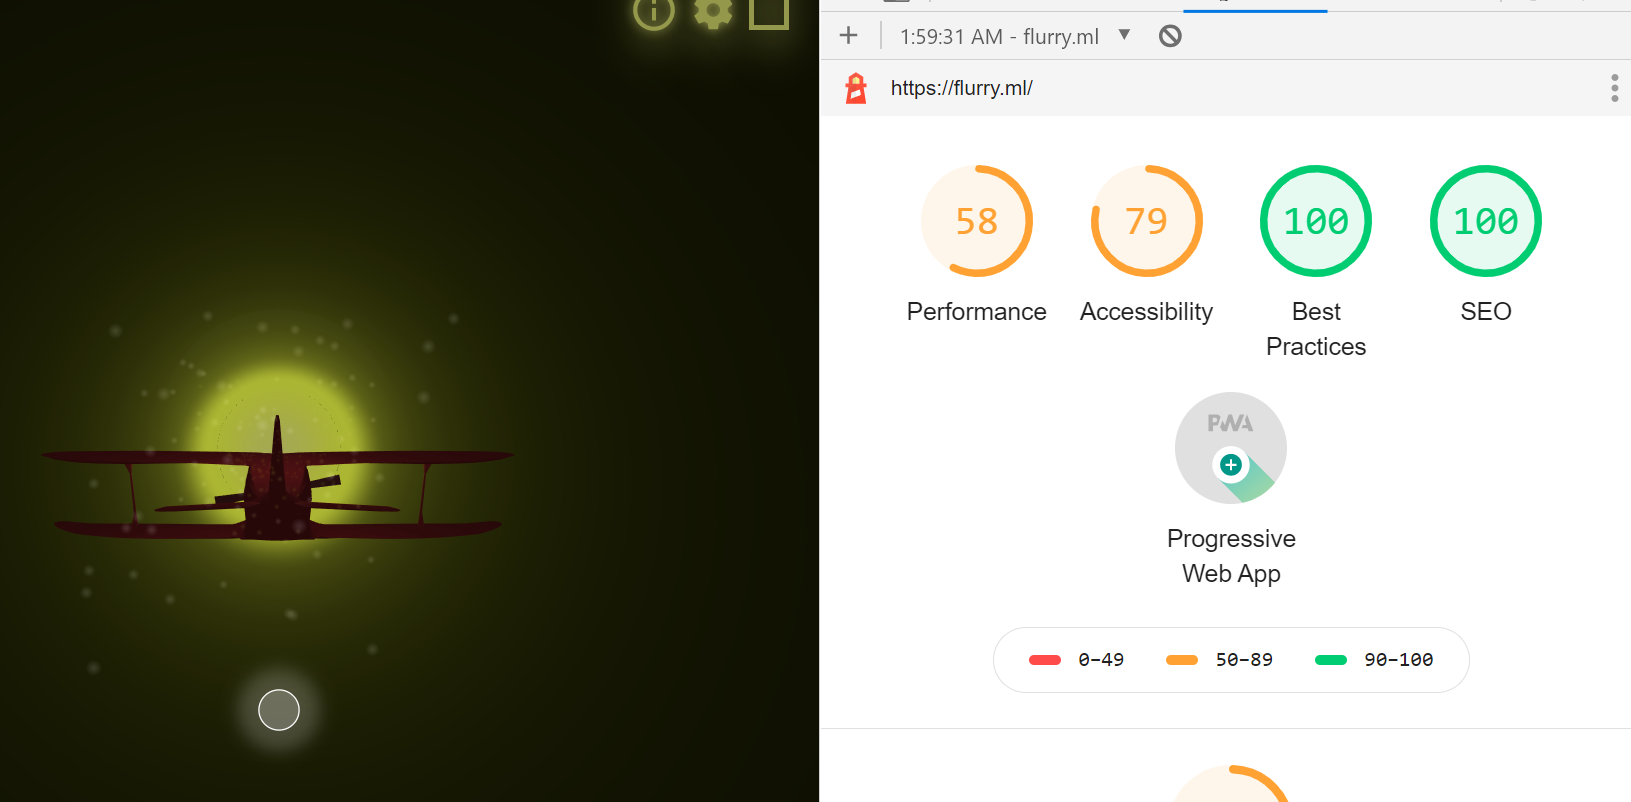 1:59:31 AM - flurry.ml
https://flurry.ml/
58
79
100
100
Performance
Accessibility
Best
Practices
SEO
PWA
Progressive
Web App
0–49
50–89
90–100